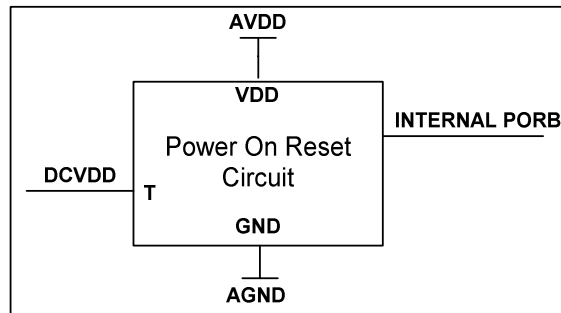 AVDD
VDD
INTERNAL PORB
Power On Reset
Circuit
DCVDD
T
GND
AGND